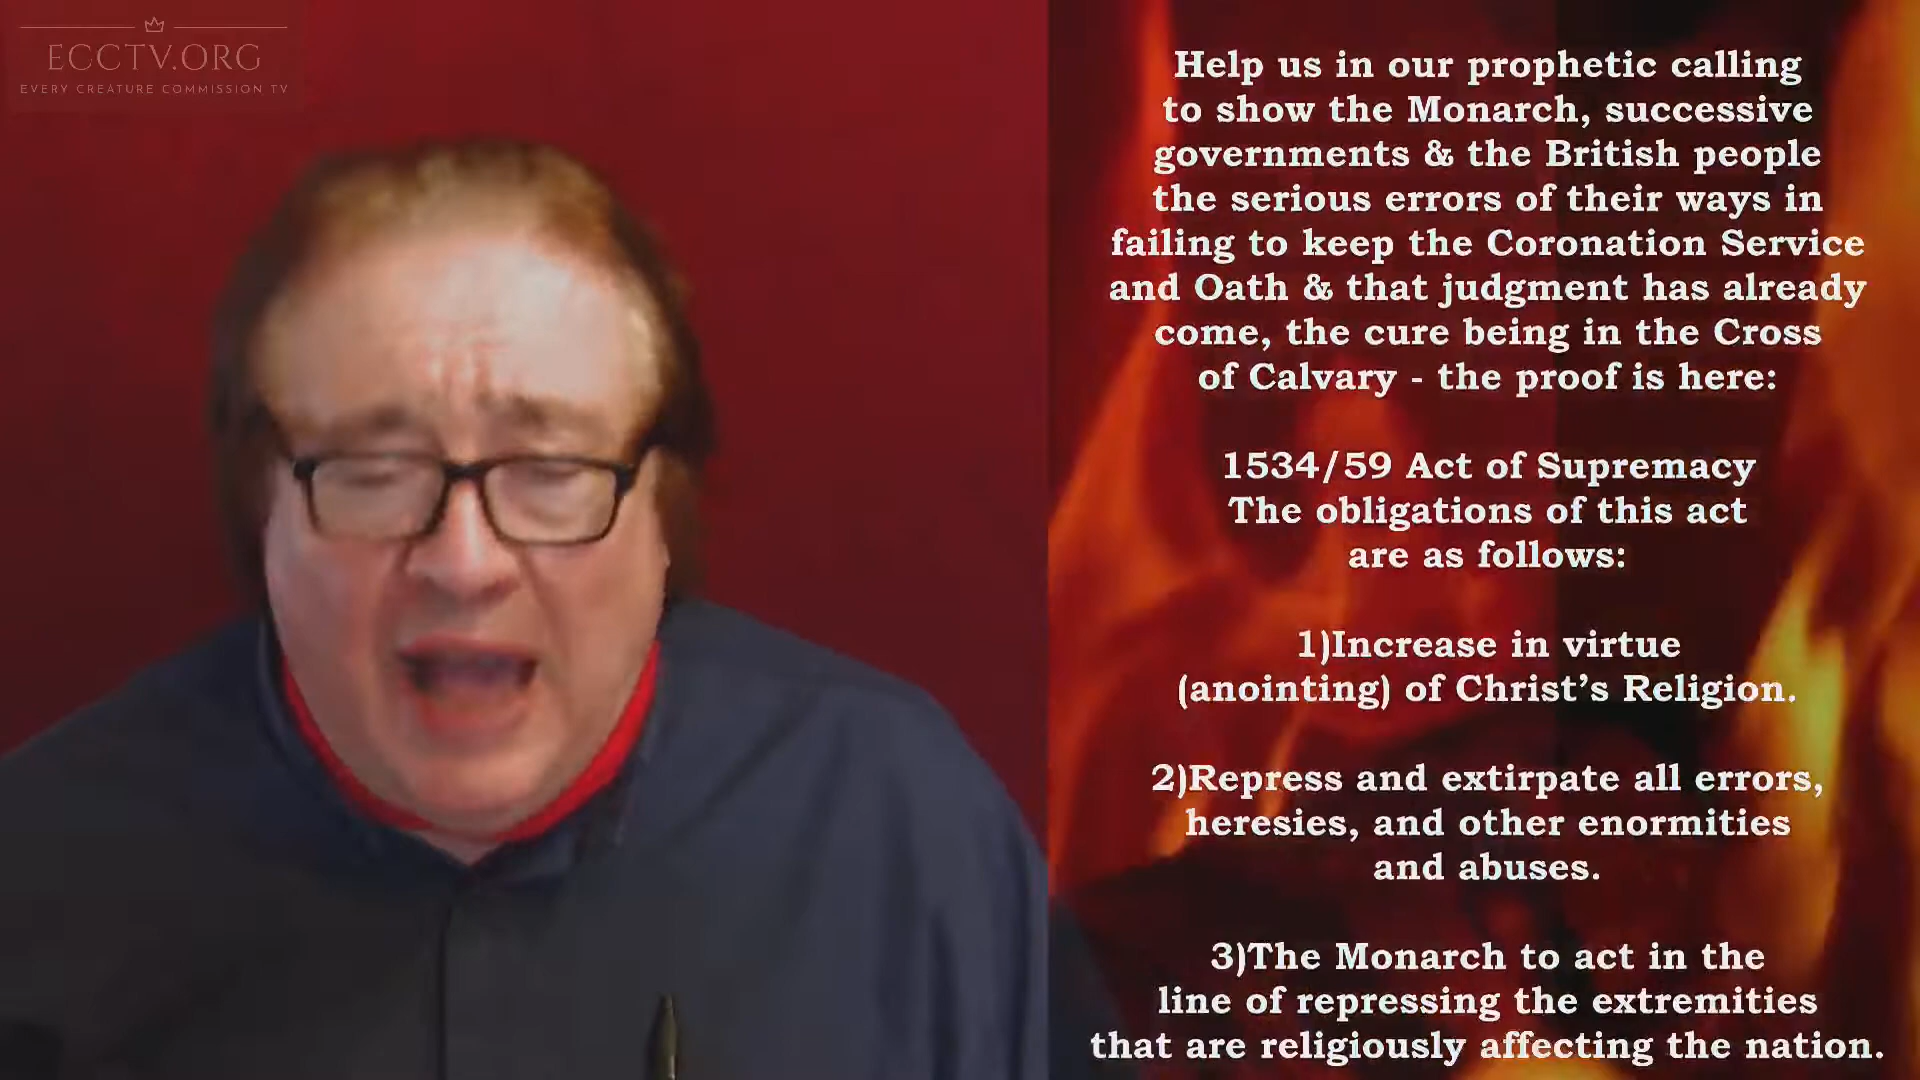 ECCTV.ORG
EVERY CREATURE COMMISSION TV
Help us in our prophetic calling
to show the Monarch, successive
governments & the British people
the serious errors of their ways in
failing to keep the Coronation Service
and Oath & that judgment has already
come, the cure being in the Cross
of Calvary - the proof is here:
1534/59 Act of Supremacy
The obligations of this act
are as follows:
1)Increase in virtue
(anointing) of Christ’s Religion.
2)Repress and extirpate all errors,
heresies, and other enormities
and abuses.
3)The Monarch to act in the
line of repressing the extremities
that are religiously affecting the nation.